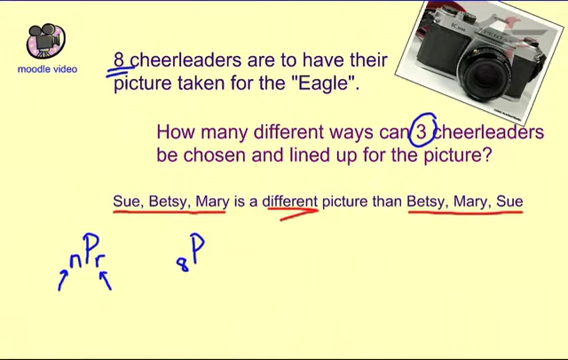 moodle video
8 cheerleaders are to have their
picture taken for the "Eagle".
How many different ways can 3 cheerleaders
be chosen and lined up for the picture?
Sue, Betsy, Mary is a different picture than Betsy, Mary, Sue
nPr
8P
PENTAX